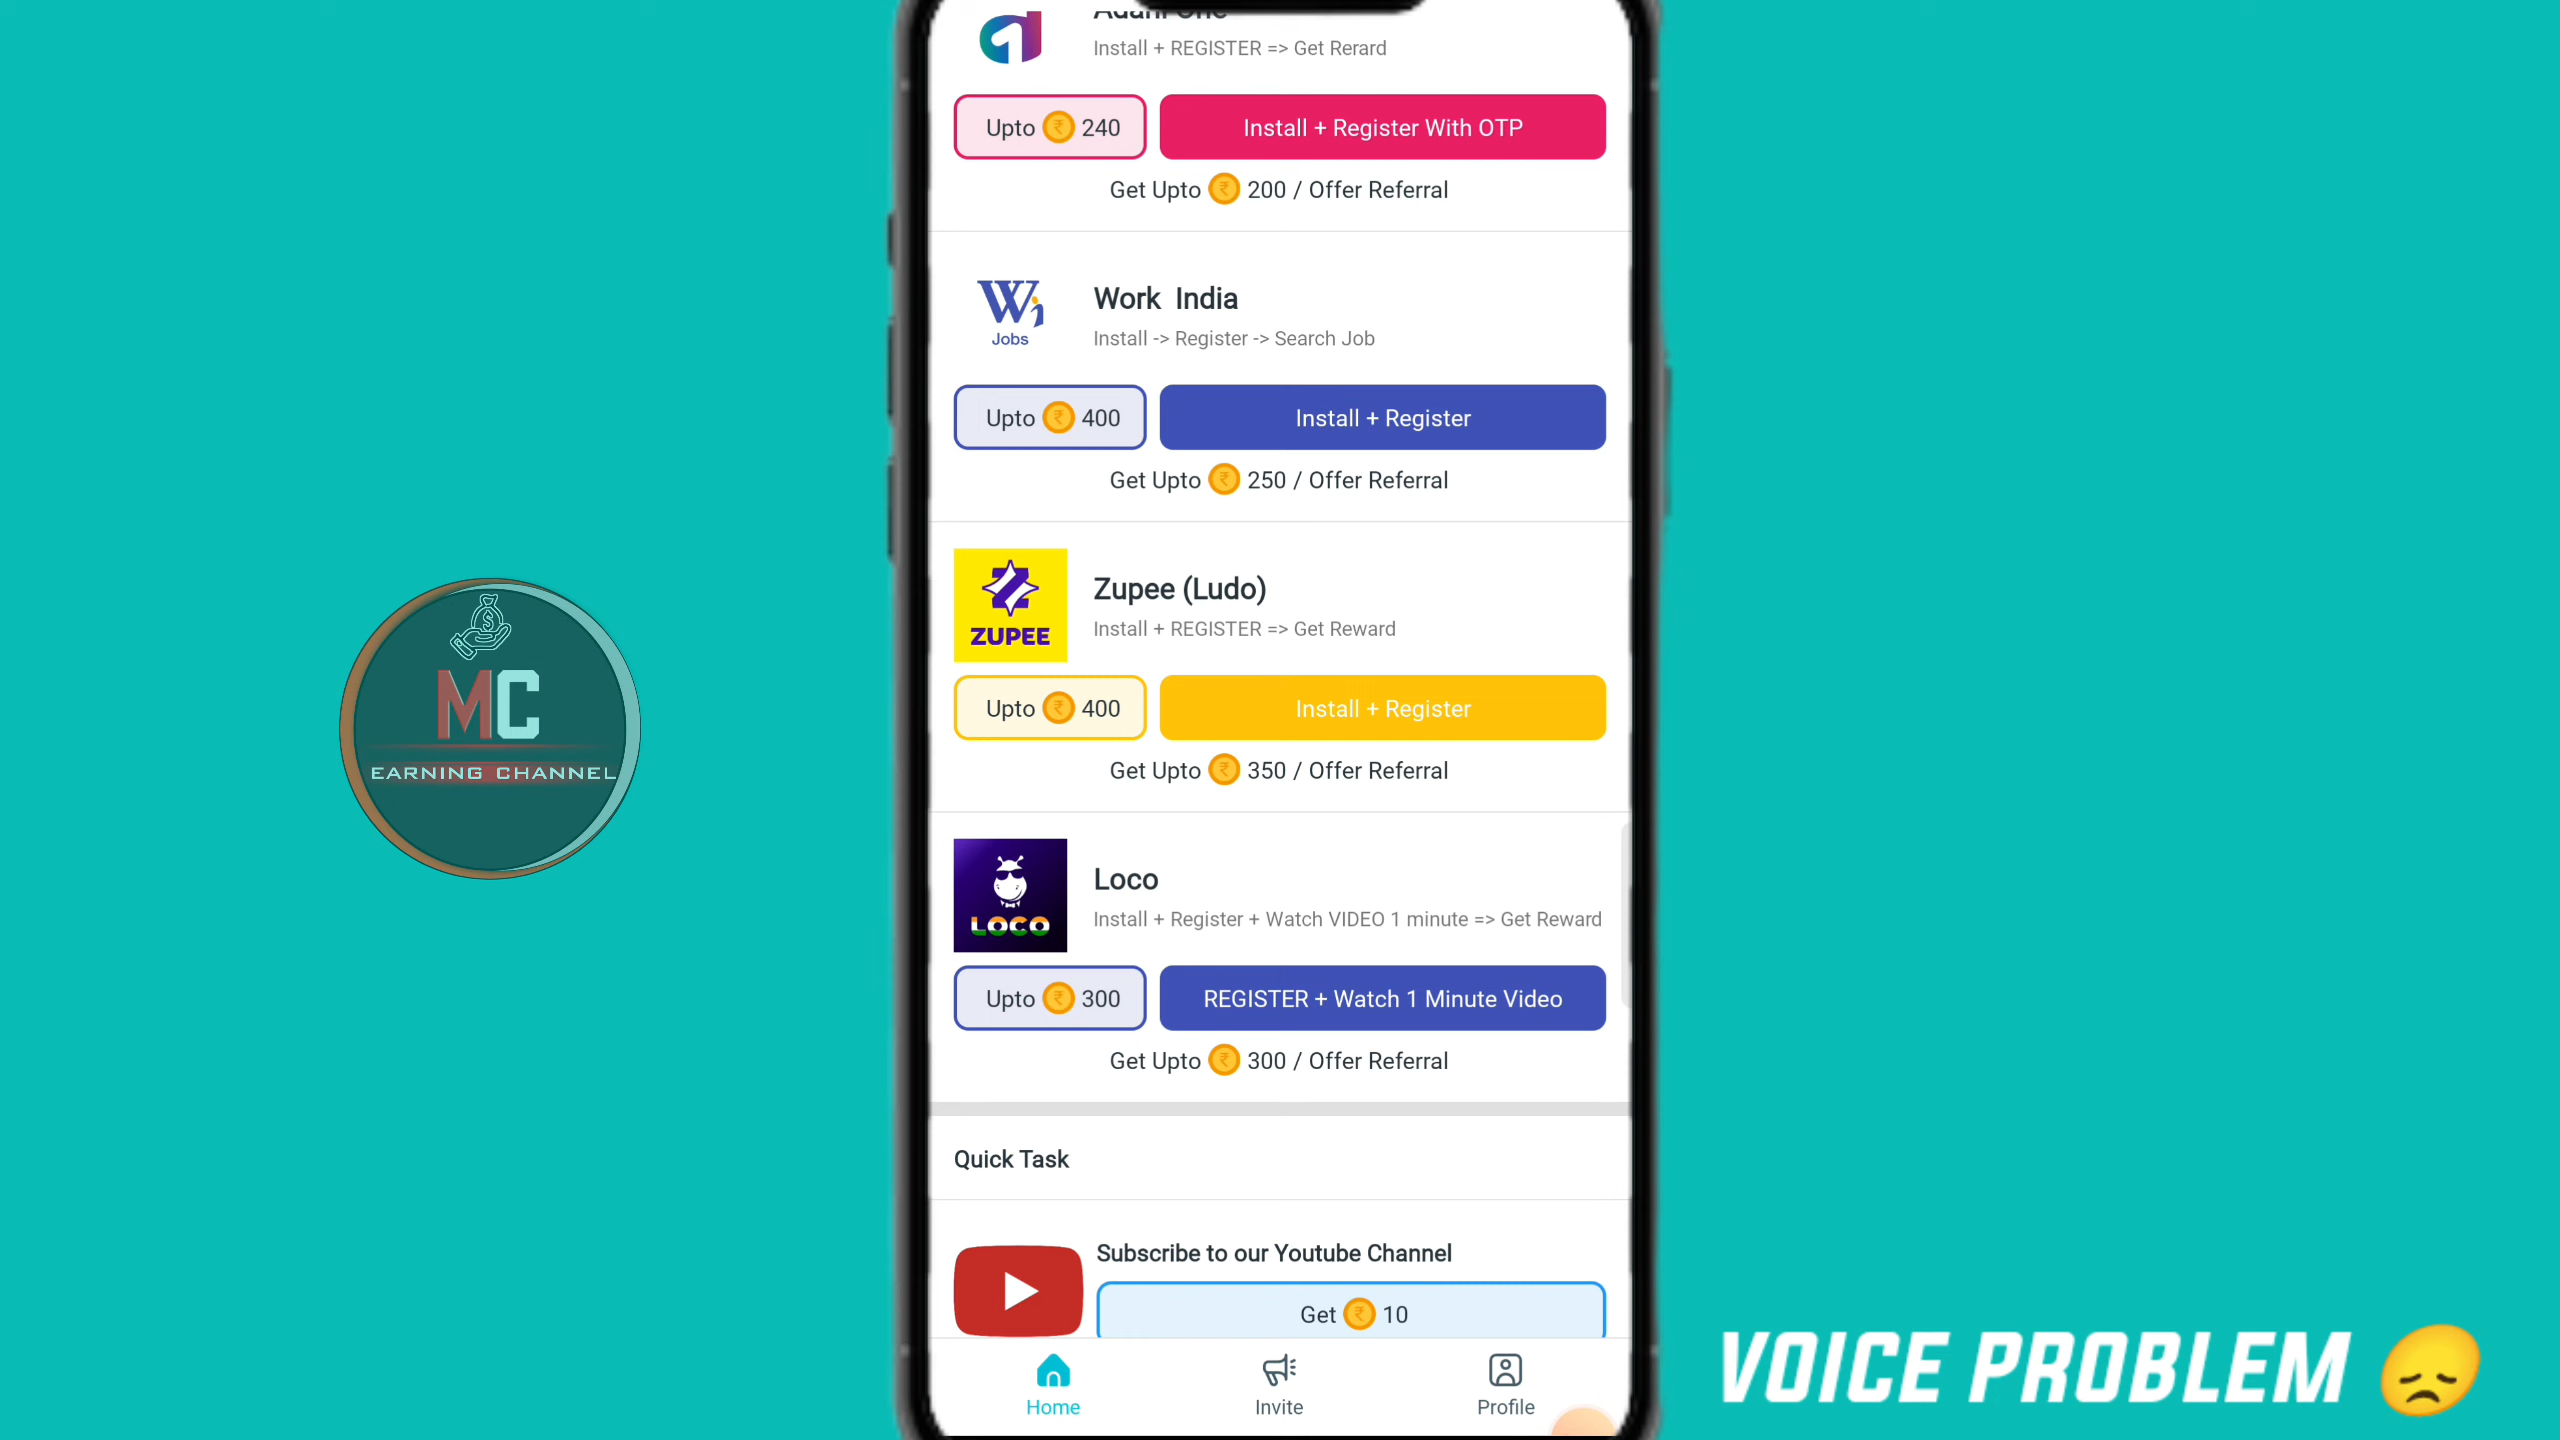 Adani One
Install + REGISTER => Get Rerard
Upto 240
Install + Register With OTP
Get Upto 200 / Offer Referral
Wi
Jobs
Work India
Install -> Register -> Search Job
Upto 400
Install + Register
Get Upto 250 / Offer Referral
ZUPEE
Zupee (Ludo)
Install + REGISTER => Get Reward
Upto 400
Install + Register
Get Upto 350 / Offer Referral
LOCO
Loco
Install + Register + Watch VIDEO 1 minute => Get Reward
Upto 300
REGISTER + Watch 1 Minute Video
Get Upto 300 / Offer Referral
Quick Task
Subscribe to our Youtube Channel
Get 10
Home
Invite
Profile
MC
EARNING CHANNEL
VOICE PROBLEM